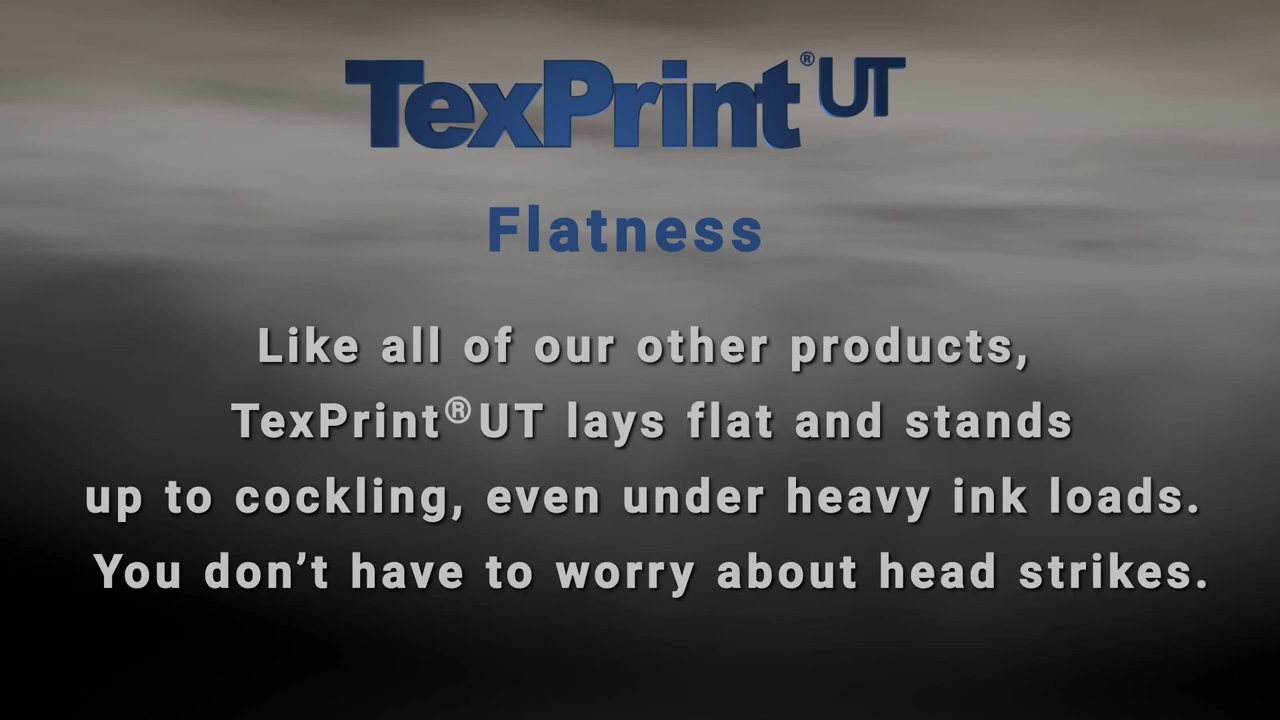 TexPrint® UT
Flatness
Like all of our other products,
TexPrint®UT lays flat and stands
up to cockling, even under heavy ink loads.
You don’t have to worry about head strikes.